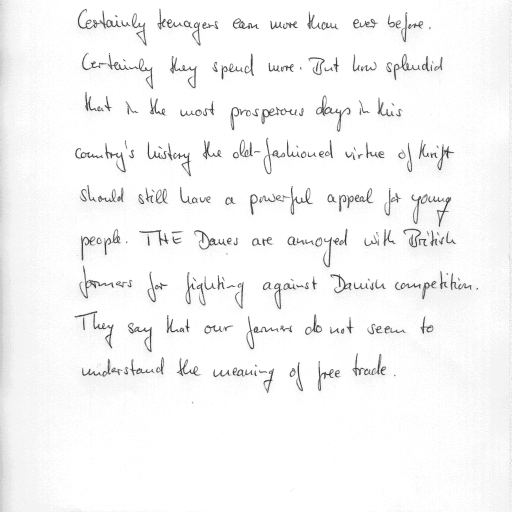 Certainly teenagers earn more than ever before.
Certainly they spend more. But how splendid
that in the most prosperous days in this
country's history the old-fashioned virtue of thrift
should still have a powerful appeal for young
people. THE Danes are annoyed with British
farmers for fighting against Danish competition.
They say that our farmers do not seem to
understand the meaning of free trade.